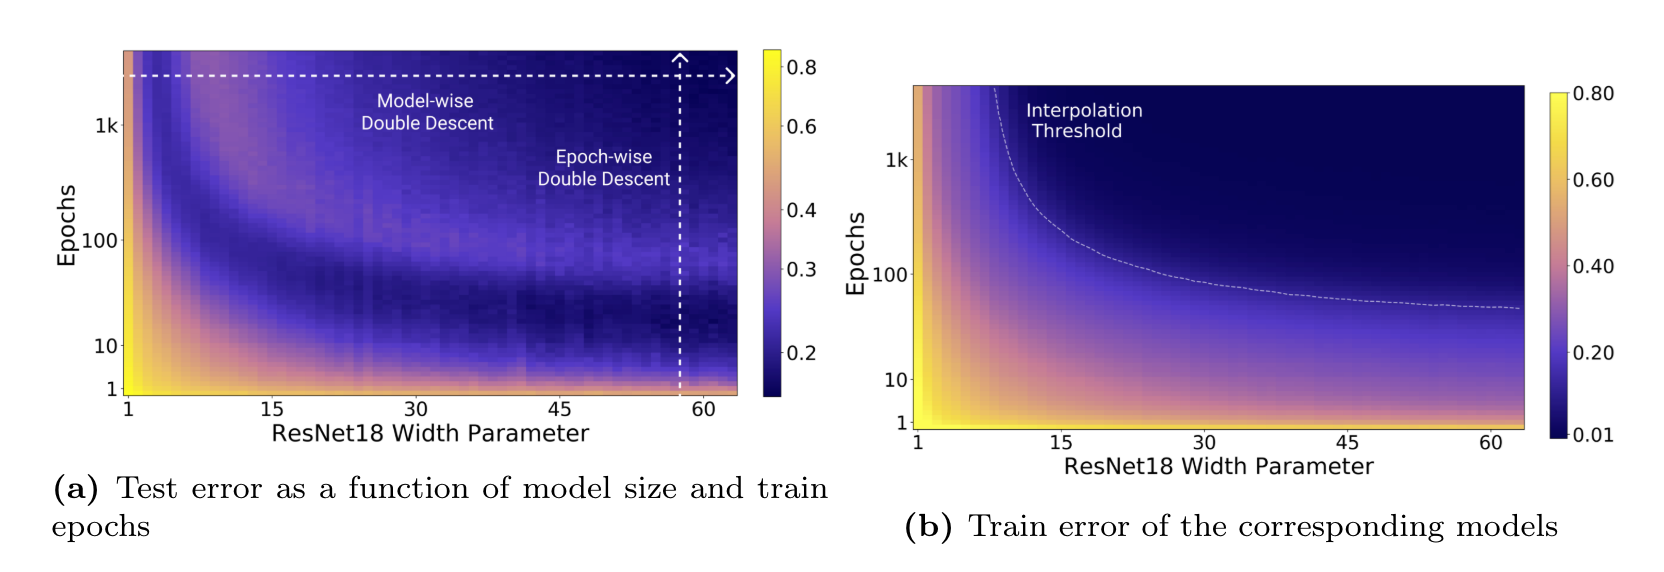 Epochs
1k
100
10
1
Model-wise
Double Descent
Epoch-wise
Double Descent
1 15 30 45 60
ResNet18 Width Parameter
0.8
0.6
0.4
0.3
0.2
(a) Test error as a function of model size and train
epochs
Epochs
1k
100
10
1
Interpolation
Threshold
1 15 30 45 60
ResNet18 Width Parameter
0.80
0.60
0.40
0.20
0.01
(b) Train error of the corresponding models